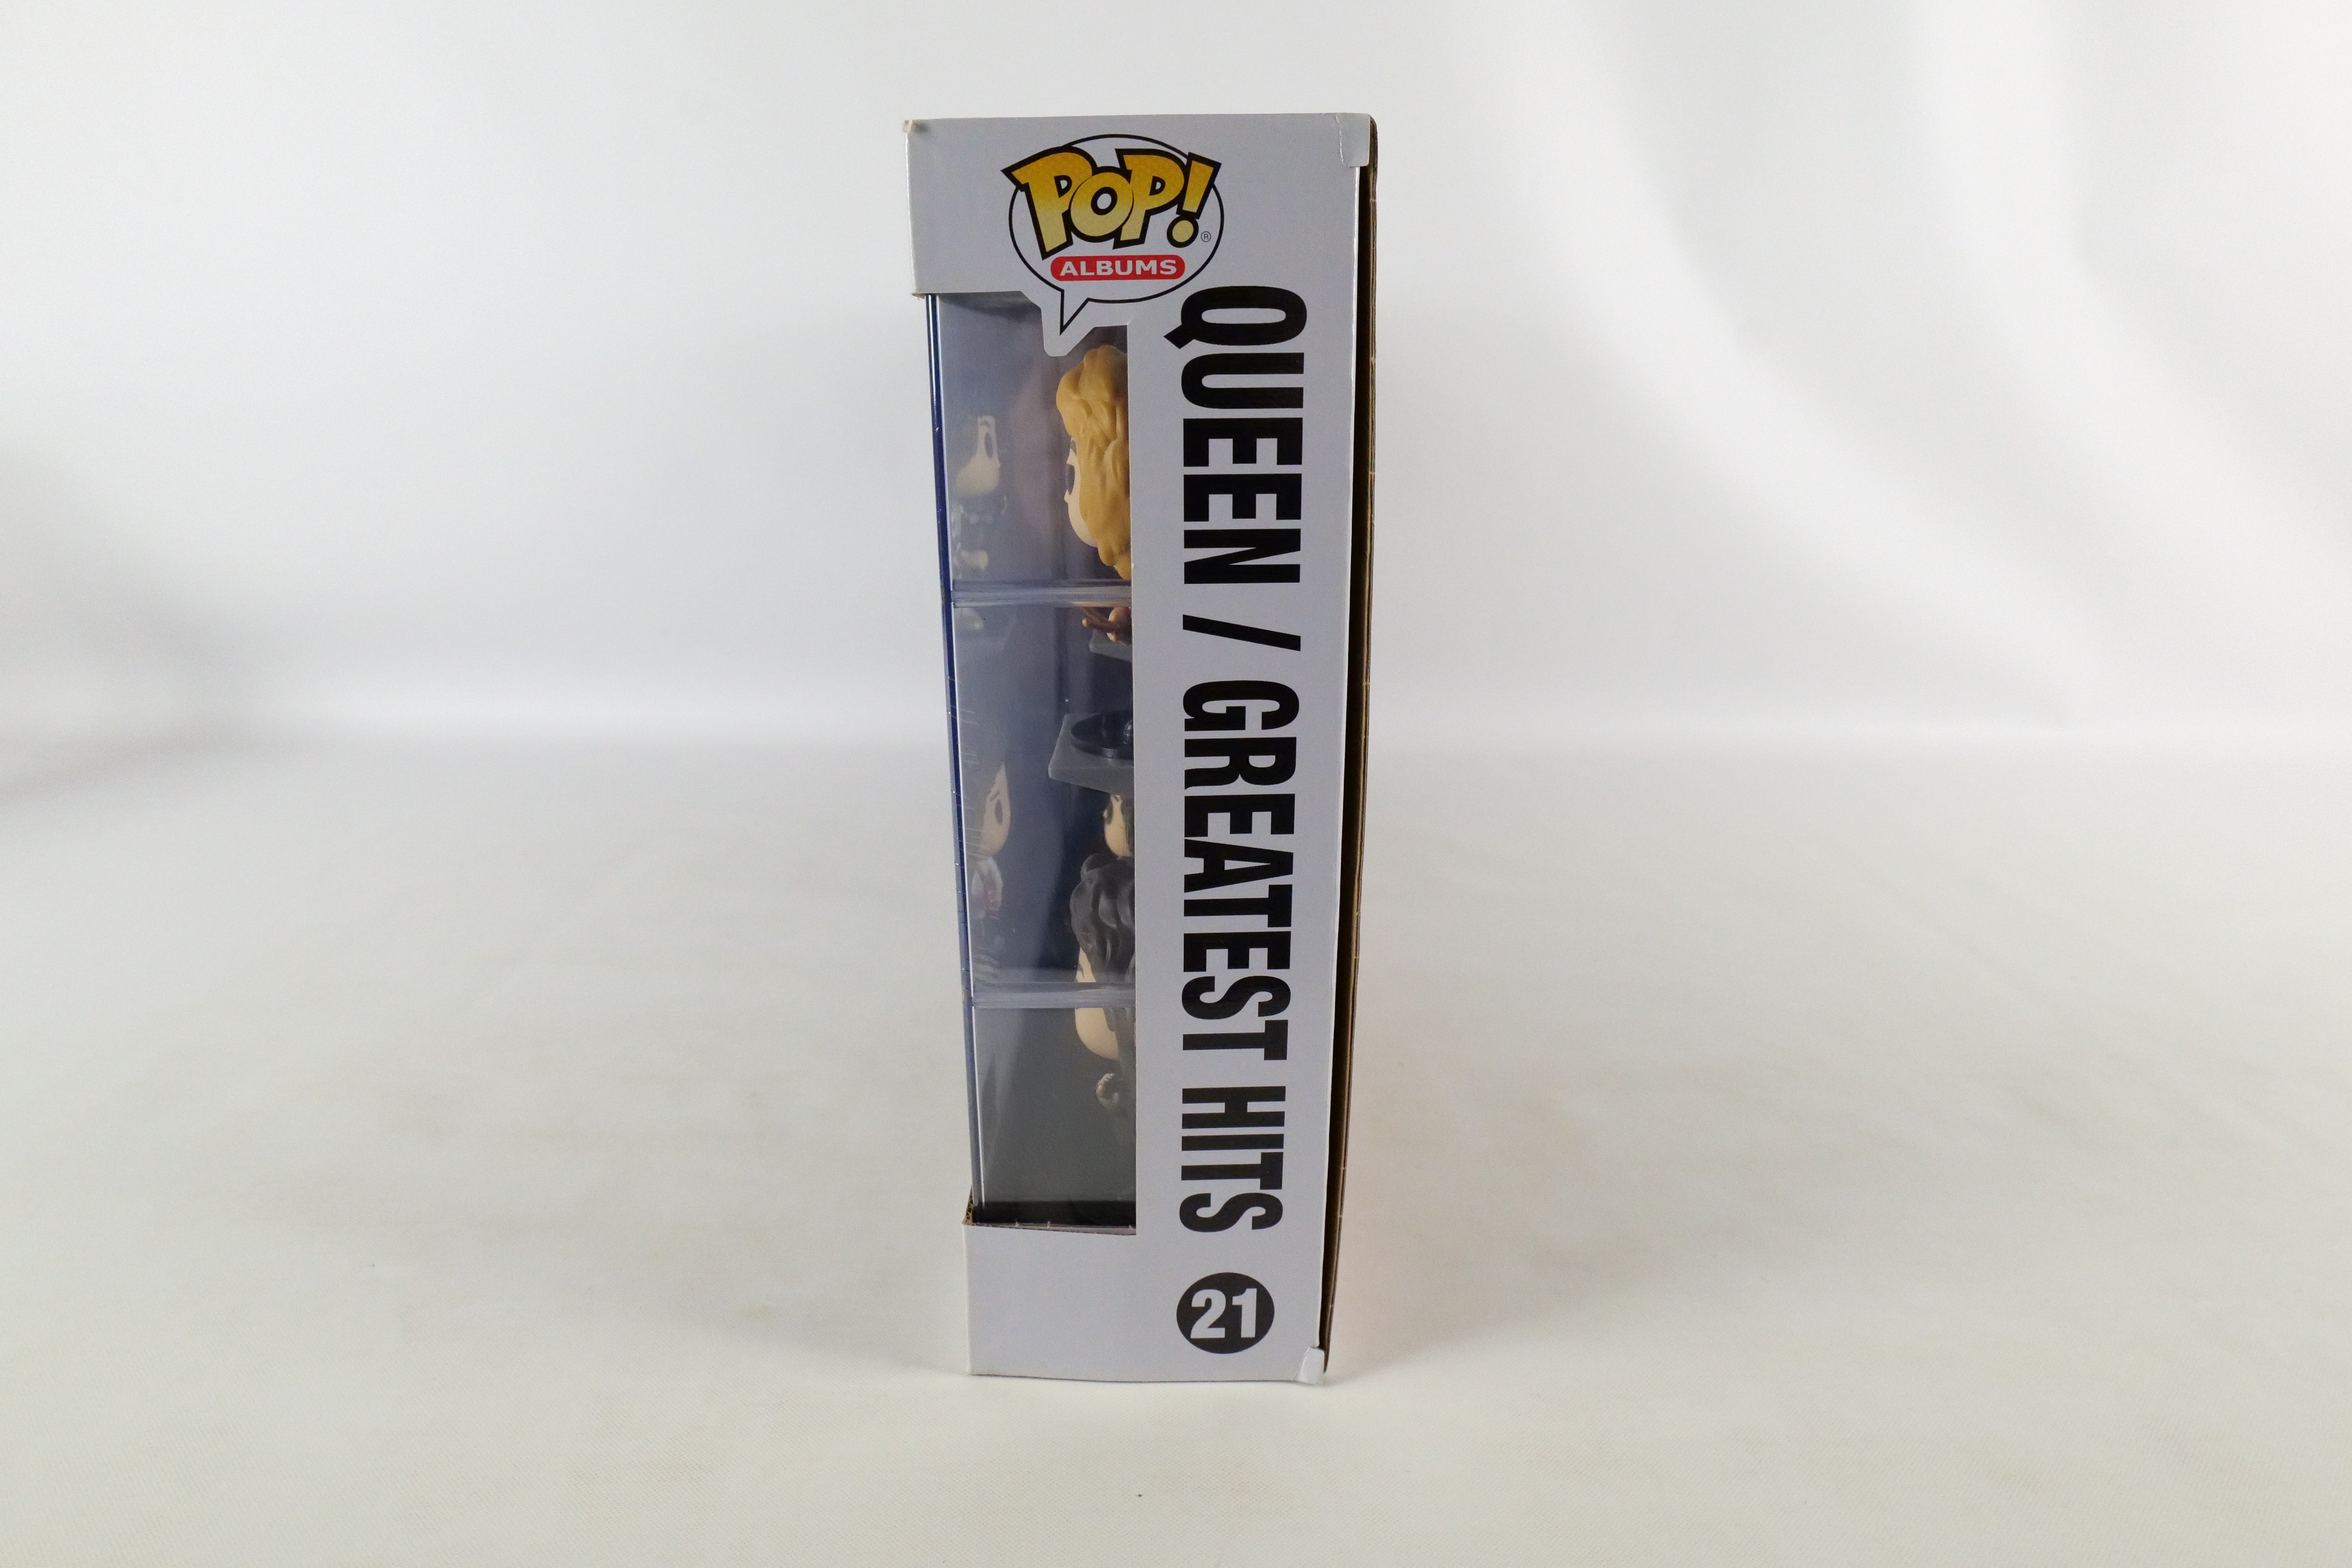 POP!®
ALBUMS
QUEEN / GREATEST HITS
21